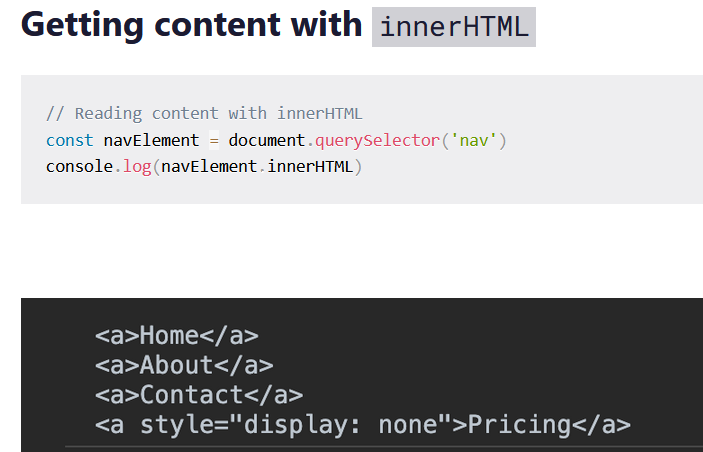 Getting content with innerHTML
// Reading content with innerHTML
const navElement = document.querySelector('nav')
console.log(navElement.innerHTML)
<a>Home</a>
<a>About</a>
<a>Contact</a>
<a style="display: none">Pricing</a>